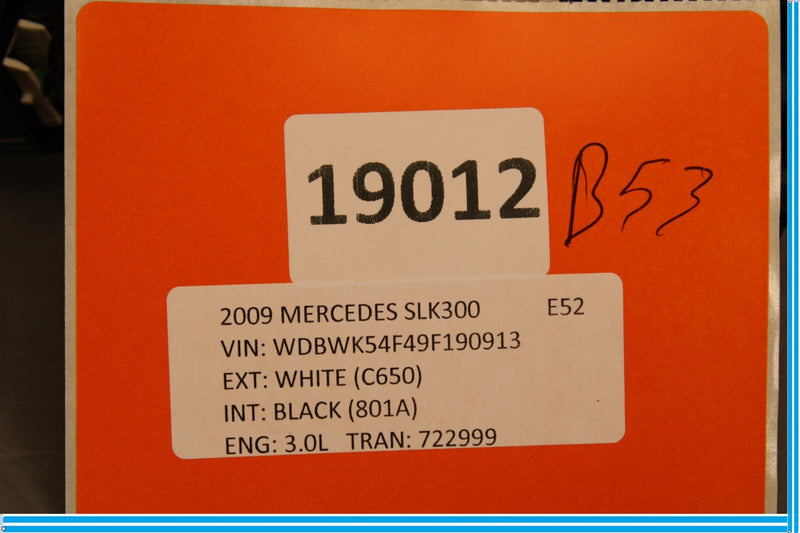 19012
B53
2009 MERCEDES SLK300 E52
VIN: WDBWK54F49F190913
EXT: WHITE (C650)
INT: BLACK (801A)
ENG: 3.0L TRAN: 722999